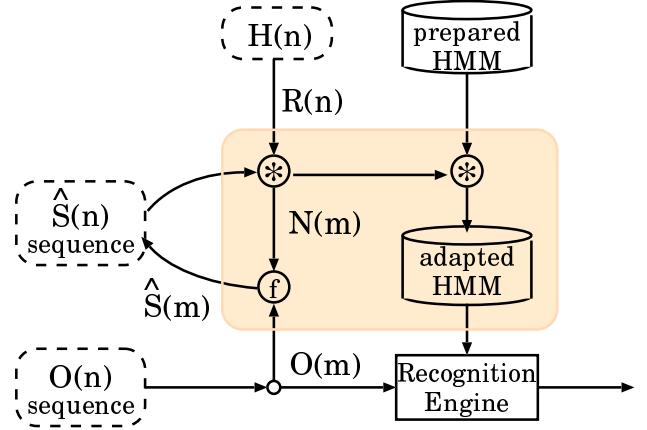 H(n)
prepared
HMM
R(n)
*
*
Ŝ(n)
sequence
N(m)
adapted
HMM
f
Ŝ(m)
O(n)
sequence
O(m)
Recognition
Engine